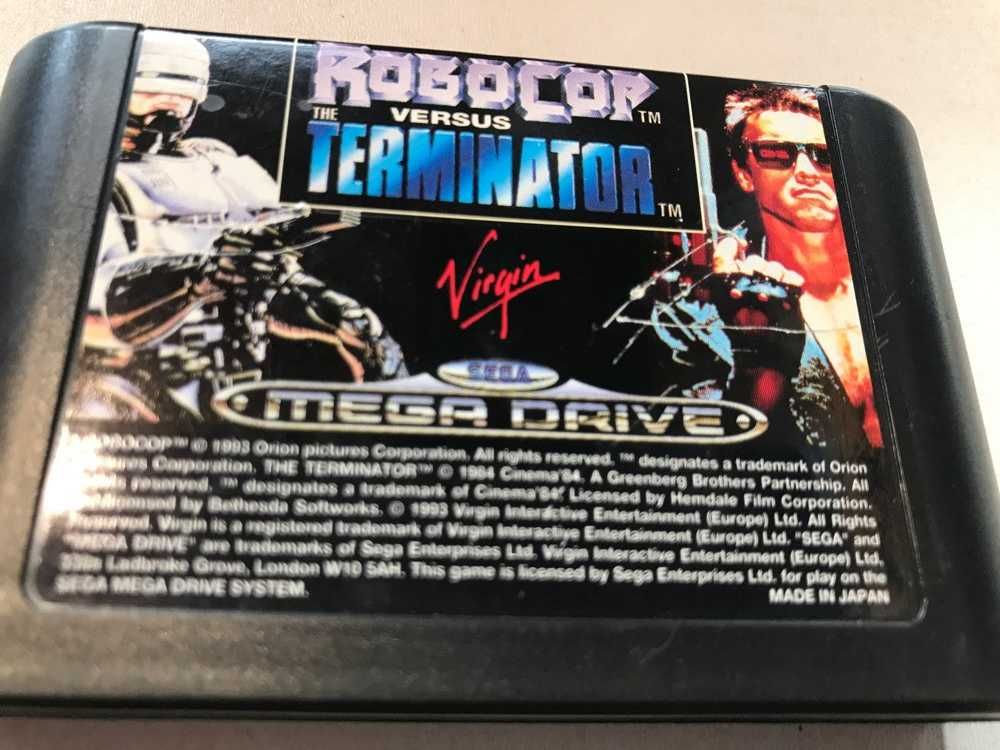 ROBOCOP™
THE VERSUS
TERMINATOR™
Virgin
SEGA
MEGA DRIVE
ROBOCOP™ © 1993 Orion pictures Corporation. All rights reserved. ™ designates a trademark of Orion
Corporation. THE TERMINATOR™ © 1984 Cinema'84, A Greenberg Brothers Partnership. All
rights reserved. ™ designates a trademark of Cinema'84. Licensed by Hemdale Film Corporation.
by Bethesda Softworks. © 1993 Virgin Interactive Entertainment (Europe) Ltd. All Rights
Reserved. Virgin is a registered trademark of Virgin Interactive Entertainment (Europe) Ltd. "SEGA" and
"MEGA DRIVE" are trademarks of Sega Enterprises Ltd. Virgin Interactive Entertainment (Europe) Ltd,
Ladbroke Grove, London W10 5AH. This game is licensed by Sega Enterprises Ltd. for play on the
SEGA MEGA DRIVE SYSTEM.
MADE IN JAPAN